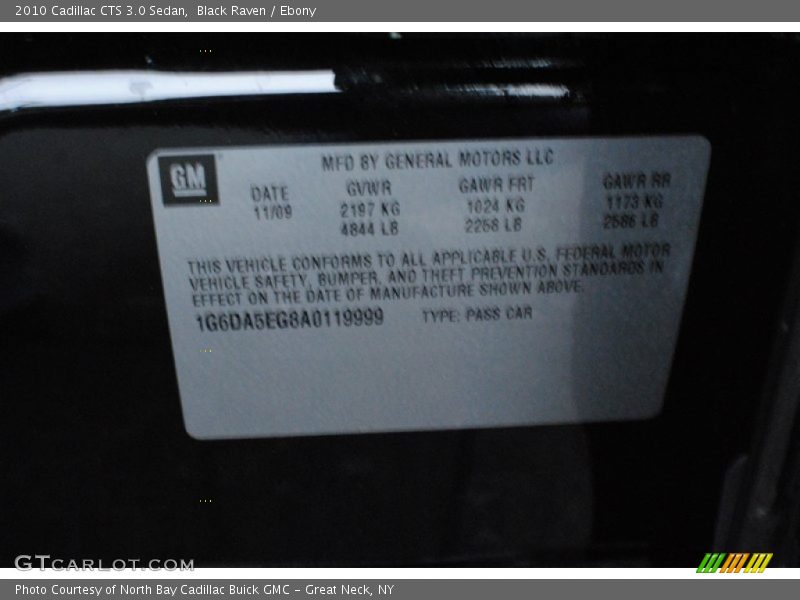 2010 Cadillac CTS 3.0 Sedan, Black Raven / Ebony
GM
MFD BY GENERAL MOTORS LLC
DATE GVWR GAWR FRT GAWR RR
11/09 2197 KG 1024 KG 1173 KG
4844 LB 2258 LB 2586 LB
THIS VEHICLE CONFORMS TO ALL APPLICABLE U.S. FEDERAL MOTOR
VEHICLE SAFETY, BUMPER, AND THEFT PREVENTION STANDARDS IN
EFFECT ON THE DATE OF MANUFACTURE SHOWN ABOVE.
1G6DA5EG8A0119999 TYPE: PASS CAR
GTCARLOT.COM
Photo Courtesy of North Bay Cadillac Buick GMC – Great Neck, NY